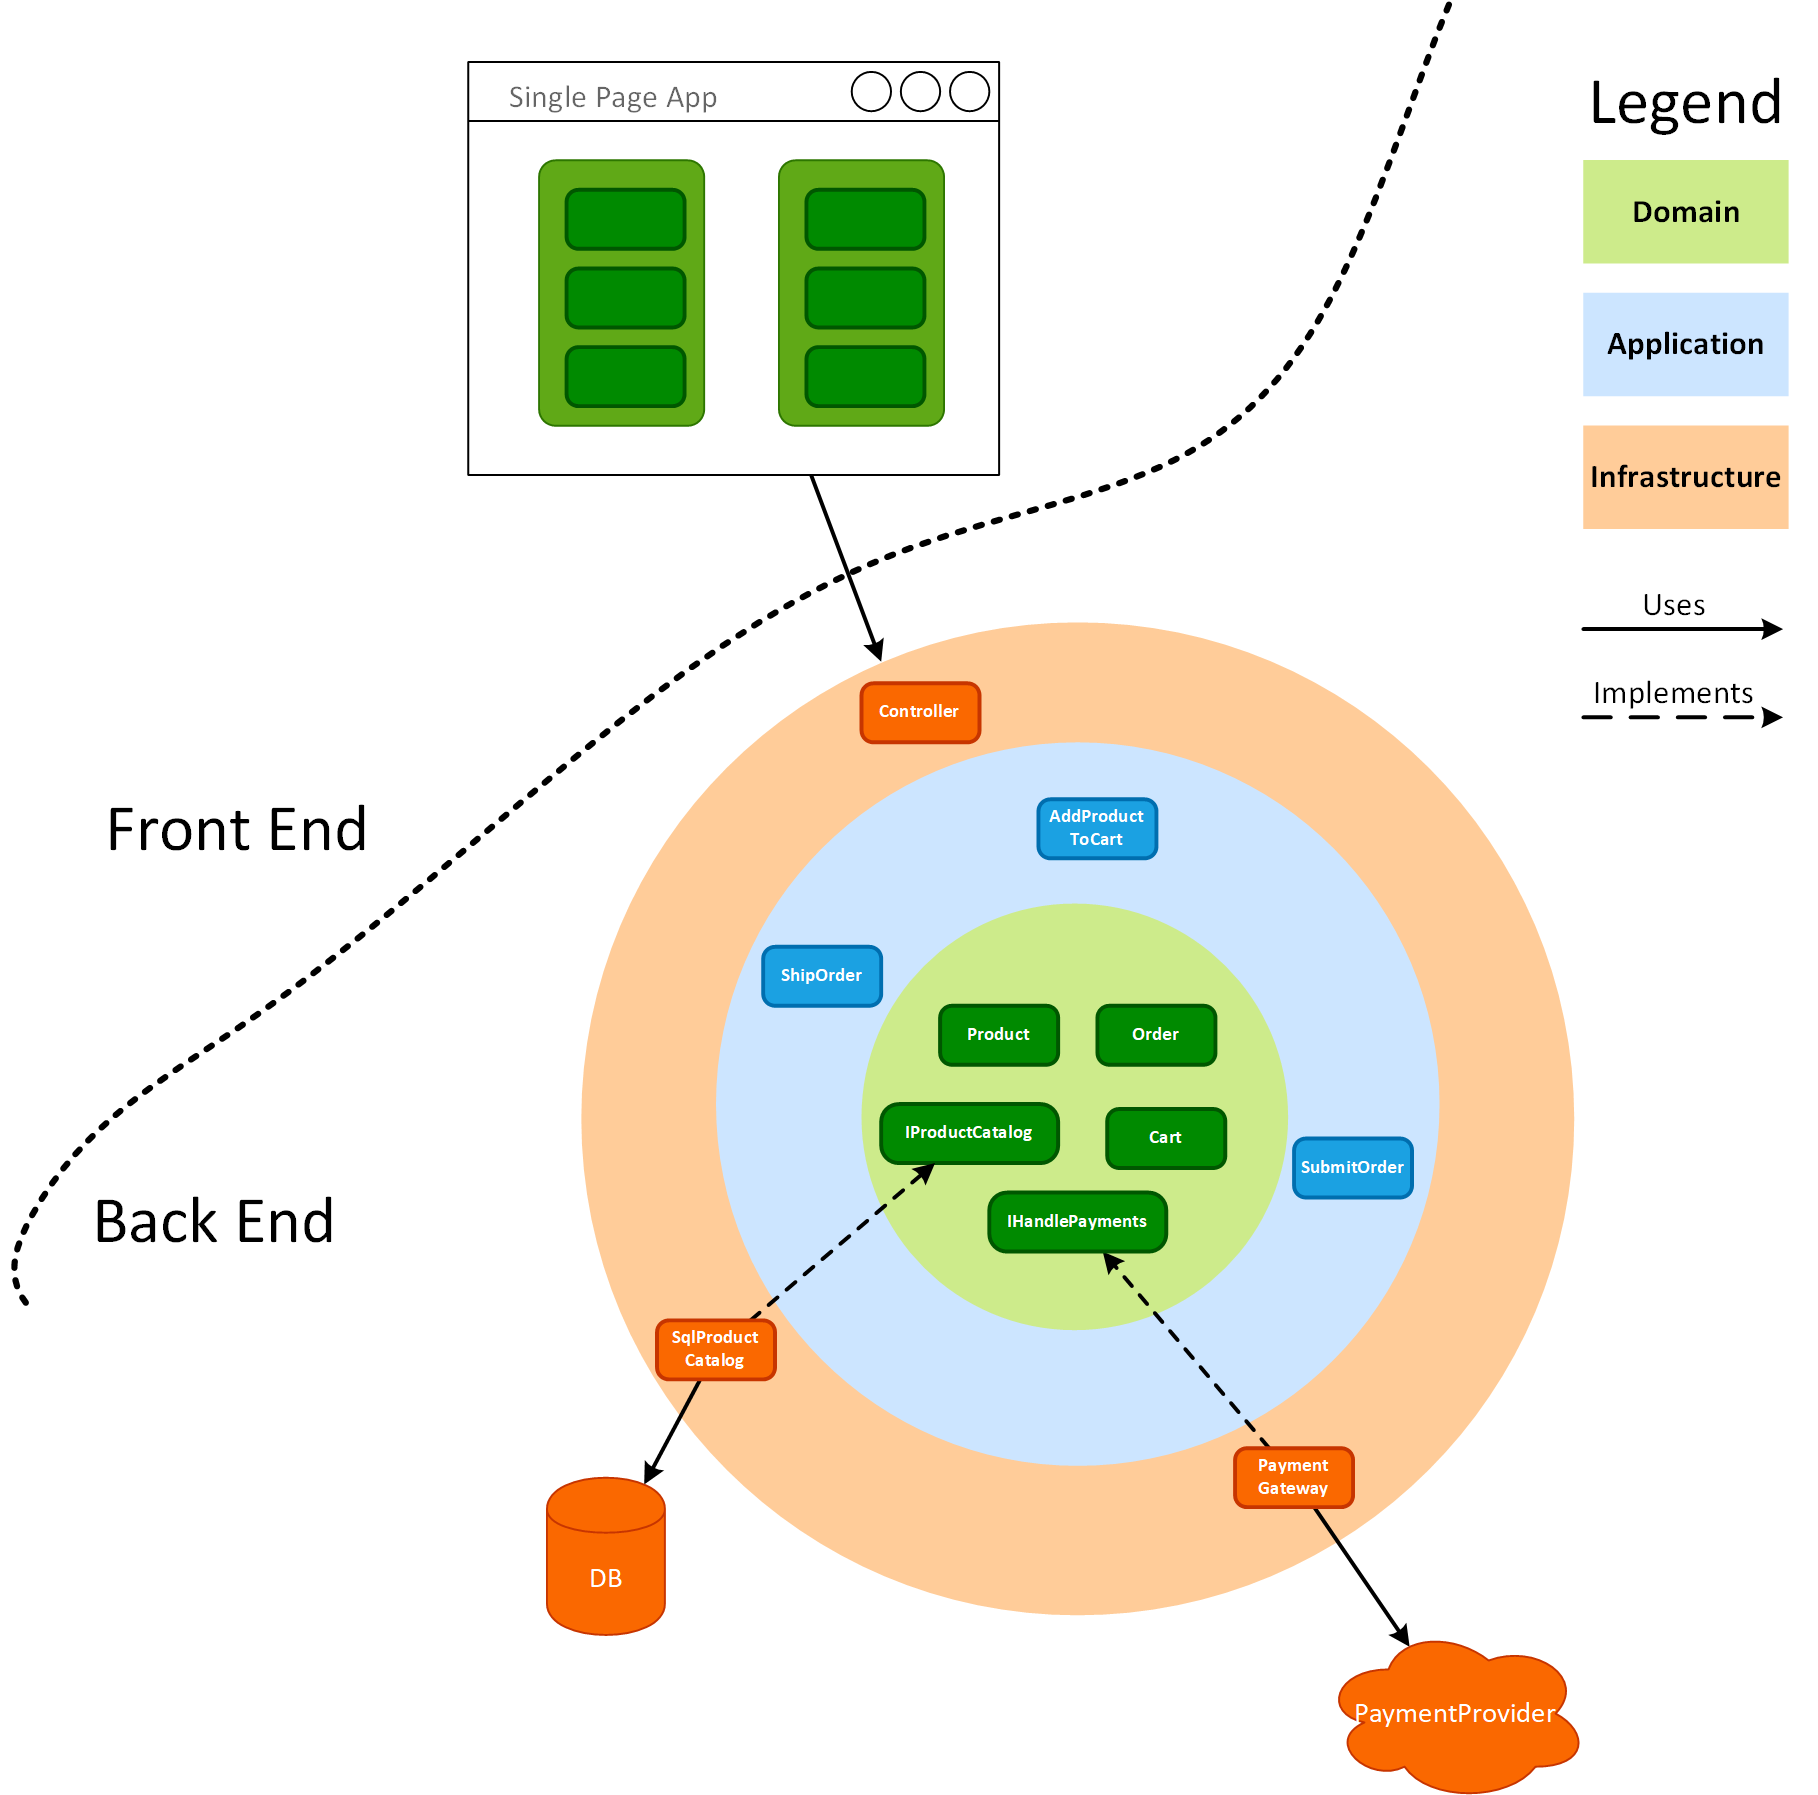 Single Page App
Legend
Domain
Application
Infrastructure
Uses
Implements
Controller
Front End
AddProduct
ToCart
ShipOrder
Product
Order
IProductCatalog
Cart
SubmitOrder
Back End
IHandlePayments
SqlProduct
Catalog
Payment
Gateway
DB
PaymentProvider